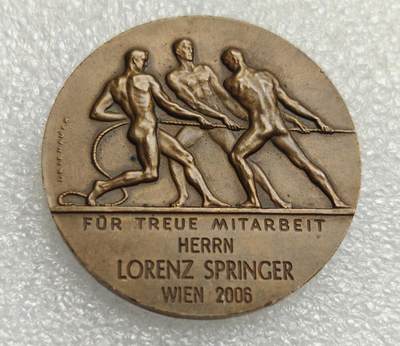 FÜR TREUE MITARBEIT
HERRN
LORENZ SPRINGER
WIEN 2006